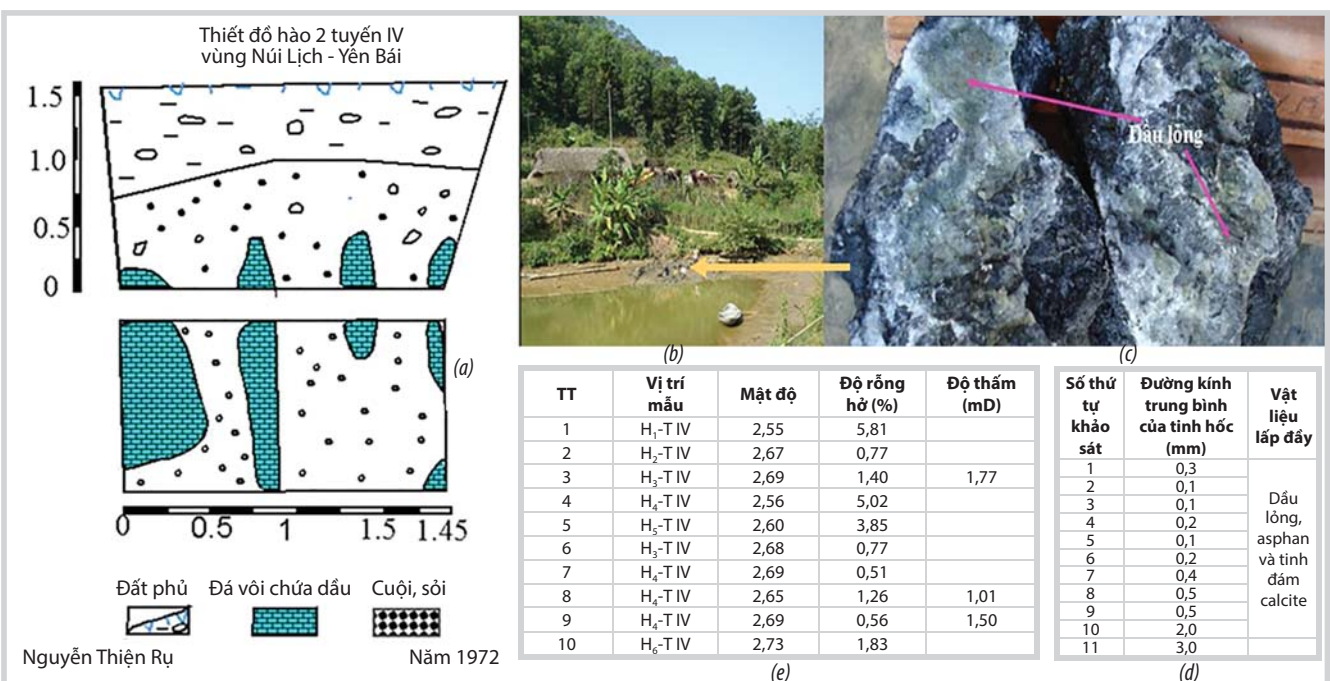 Thiết đồ hào 2 tuyến IV
vùng Núi Lịch - Yên Bái
1.5
1.0
0.5
0
(a)
0 0.5 1 1.5 1.45
Đất phủ Đá vôi chứa dầu Cuội, sỏi
Nguyễn Thiện Rụ Năm 1972
(b)
Dầu lỏng
(c)
TT Vị trí mẫu Mật độ Độ rỗng hở (%) Độ thấm (mD)
1 H₁-T IV 2,55 5,81
2 H₂-T IV 2,67 0,77
3 H₃-T IV 2,69 1,40 1,77
4 H₄-T IV 2,56 5,02
5 H₅-T IV 2,60 3,85
6 H₃-T IV 2,68 0,77
7 H₄-T IV 2,69 0,51
8 H₄-T IV 2,65 1,26 1,01
9 H₄-T IV 2,69 0,56 1,50
10 H₆-T IV 2,73 1,83
(e)
Số thứ tự khảo sát Đường kính trung bình của tinh hốc (mm) Vật liệu lấp đầy
1 0,3
2 0,1
3 0,1
4 0,2
5 0,1
6 0,2
7 0,4
8 0,5
9 0,5
10 2,0
11 3,0
Dầu
lỏng,
asphan
và tinh
đám
calcite
(d)